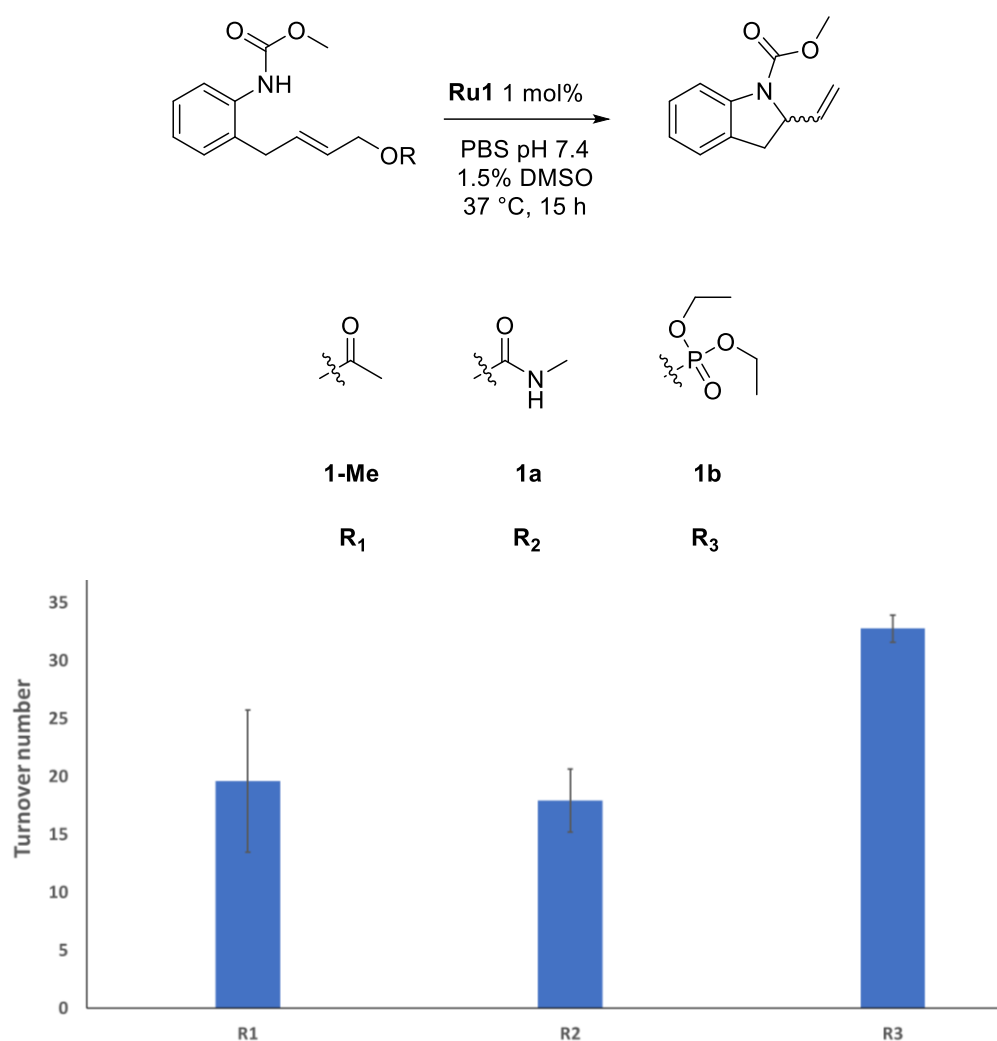 O
O
NH
OR
Ru1 1 mol%
PBS pH 7.4
1.5% DMSO
37 °C, 15 h
O
O
N
O
O
N
H
O
O
P
O
1-Me 1a 1b
R1 R2 R3
35
30
25
20
15
10
5
0
Turnover number
R1 R2 R3